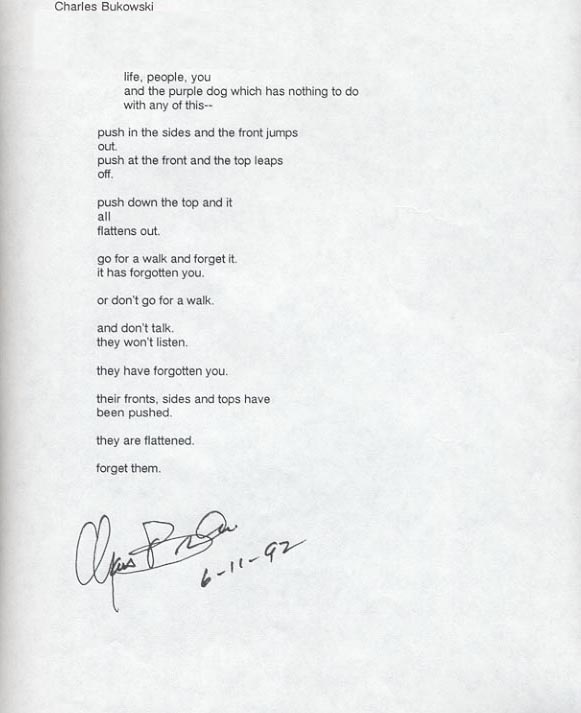 Charles Bukowski
life, people, you
and the purple dog which has nothing to do
with any of this--
push in the sides and the front jumps
out.
push at the front and the top leaps
off.
push down the top and it
all
flattens out.
go for a walk and forget it.
it has forgotten you.
or don't go for a walk.
and don't talk.
they won't listen.
they have forgotten you.
their fronts, sides and tops have
been pushed.
they are flattened.
forget them.
6-11-92